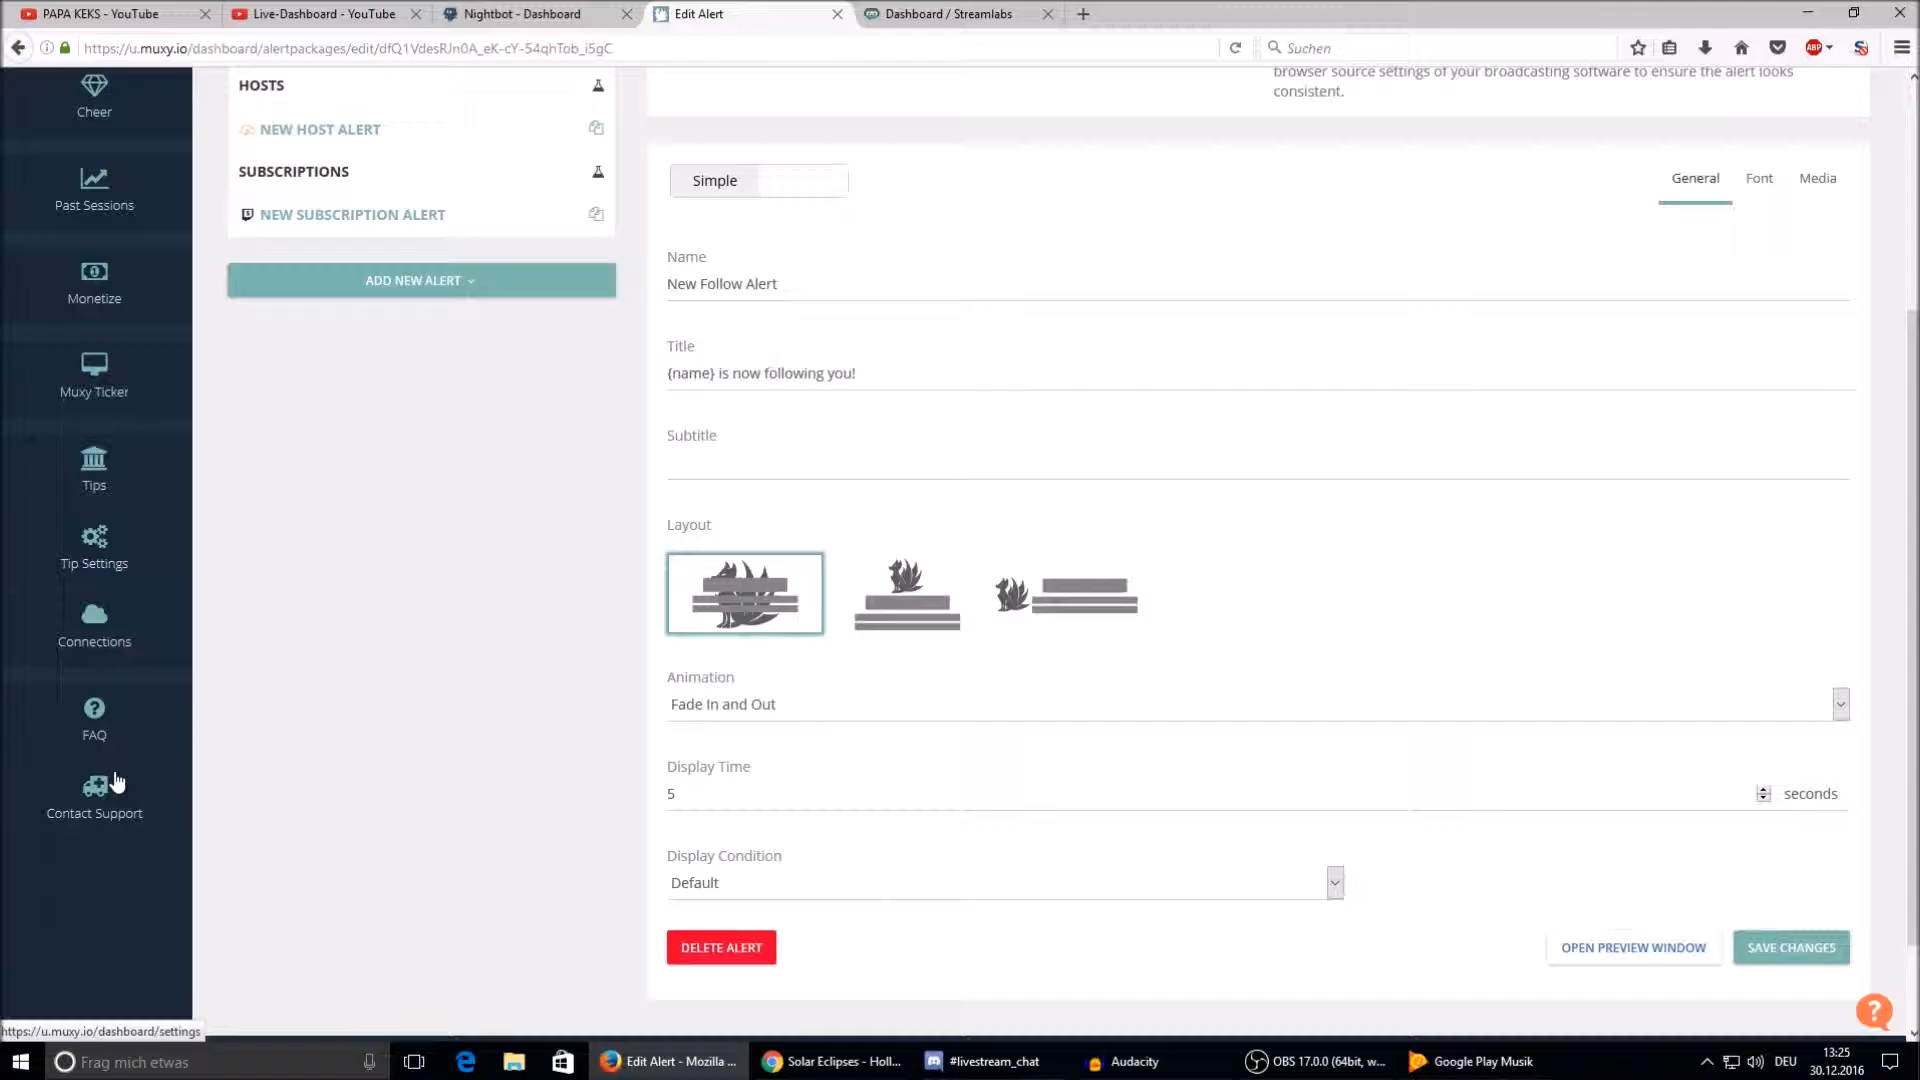 PAPA KEKS - YouTube
Live-Dashboard - YouTube
Nightbot - Dashboard
Edit Alert
Dashboard / Streamlabs
https://u.muxy.io/dashboard/alertpackages/edit/dfQ1VdesRJn0A_eK-cY-54qhTob_i5gC
Suchen
ABP
Cheer
Past Sessions
Monetize
Muxy Ticker
Tips
Tip Settings
Connections
FAQ
Contact Support
HOSTS
NEW HOST ALERT
SUBSCRIPTIONS
NEW SUBSCRIPTION ALERT
ADD NEW ALERT
browser source settings of your broadcasting software to ensure the alert looks
consistent.
Simple
General
Font
Media
Name
New Follow Alert
Title
{name} is now following you!
Subtitle
Layout
Animation
Fade In and Out
Display Time
5
seconds
Display Condition
Default
DELETE ALERT
OPEN PREVIEW WINDOW
SAVE CHANGES
https://u.muxy.io/dashboard/settings
Frag mich etwas
Edit Alert - Mozilla ...
Solar Eclipses - Holl...
#livestream_chat
Audacity
OBS 17.0.0 (64bit, w...
Google Play Musik
DEU
13:25
30.12.2016